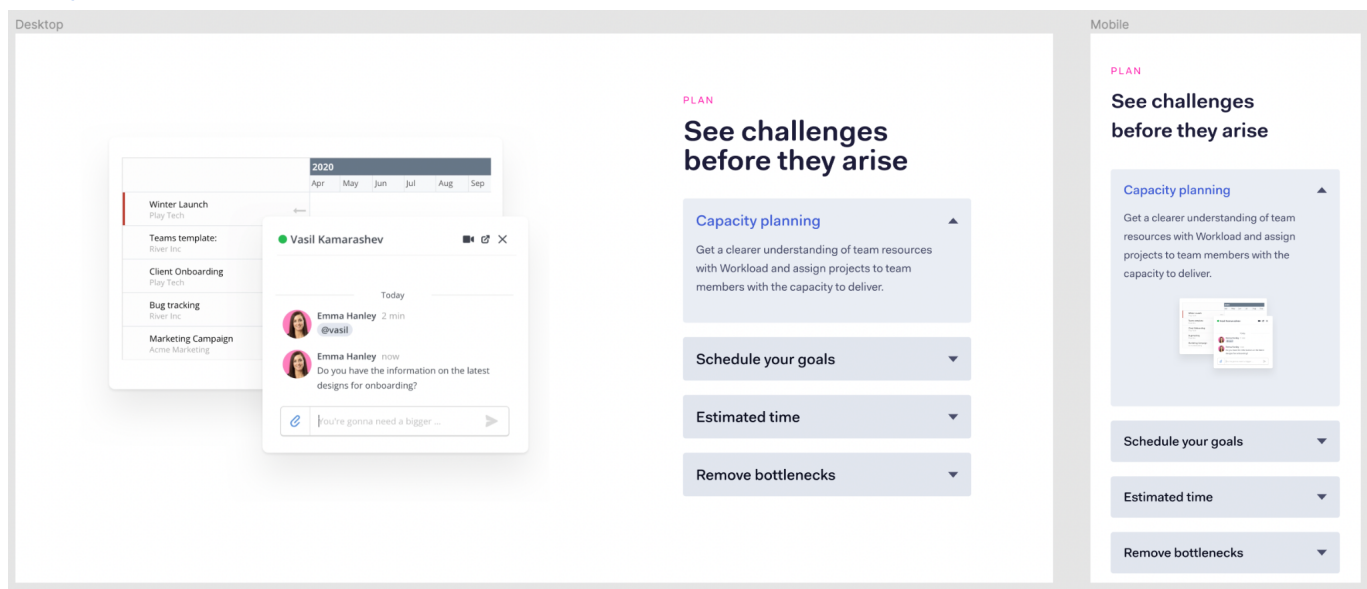 Desktop
2020
Apr May Jun Jul Aug Sep
Winter Launch
Play Tech
Teams template:
River Inc
Client Onboarding
Play Tech
Bug tracking
River Inc
Marketing Campaign
Acme Marketing
Vasil Kamarashev
Today
Emma Hanley 2 min
@vasil
Emma Hanley now
Do you have the information on the latest
designs for onboarding?
You're gonna need a bigger ...
PLAN
See challenges
before they arise
Capacity planning
Get a clearer understanding of team resources
with Workload and assign projects to team
members with the capacity to deliver.
Schedule your goals
Estimated time
Remove bottlenecks
Mobile
PLAN
See challenges
before they arise
Capacity planning
Get a clearer understanding of team
resources with Workload and assign
projects to team members with the
capacity to deliver.
Schedule your goals
Estimated time
Remove bottlenecks